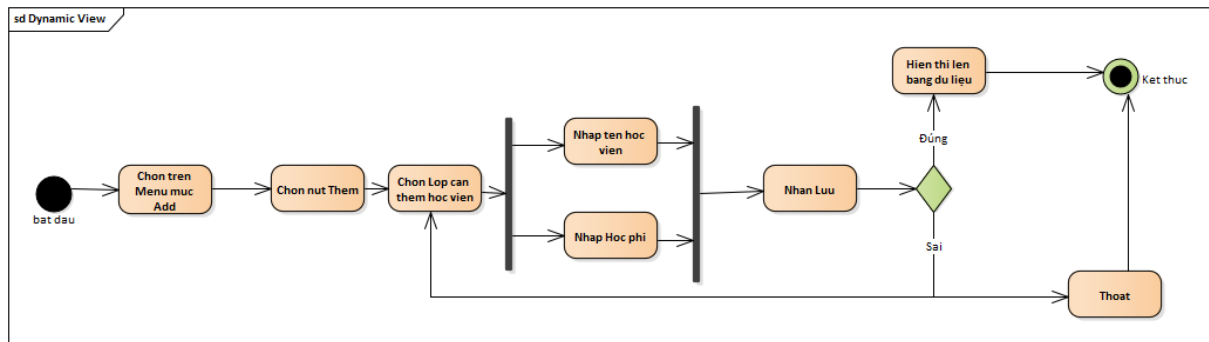 sd Dynamic View
bat dau
Chon tren
Menu muc
Add
Chon nut Them
Chon Lop can
them hoc vien
Nhap ten hoc
vien
Nhap Hoc phi
Nhan Luu
Hien thi len
bang du liệu
Đúng
Sai
Thoat
Ket thuc